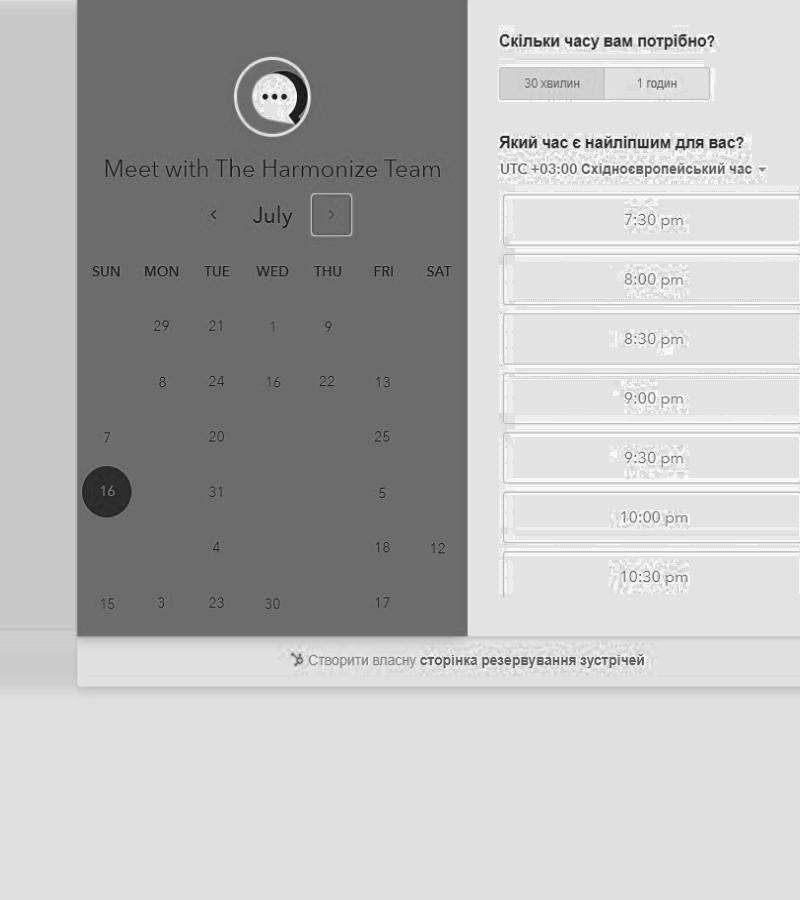 Meet with The Harmonize Team
July
SUN MON TUE WED THU FRI SAT
29 21 1 9
8 24 16 22 13
7 20 25
16 31 5
4 18 12
15 3 23 30 17
Скільки часу вам потрібно?
30 хвилин 1 годин
Який час є найліпшим для вас?
UTC +03:00 Східноєвропейський час
7:30 pm
8:00 pm
8:30 pm
9:00 pm
9:30 pm
10:00 pm
10:30 pm
Створити власну сторінка резервування зустрічей